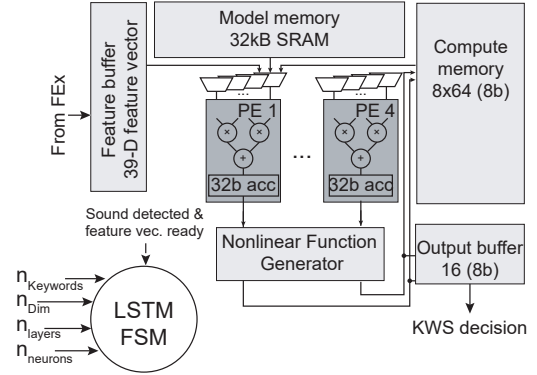 Model memory
32kB SRAM
From FEx
Feature buffer
39-D feature vector
Compute
memory
8x64 (8b)
...
...
PE 1
PE 4
×
×
×
×
+
+
...
32b acc
32b acc
Sound detected &
feature vec. ready
Nonlinear Function
Generator
Output buffer
16 (8b)
KWS decision
nKeywords
nDim
nlayers
nneurons
LSTM
FSM